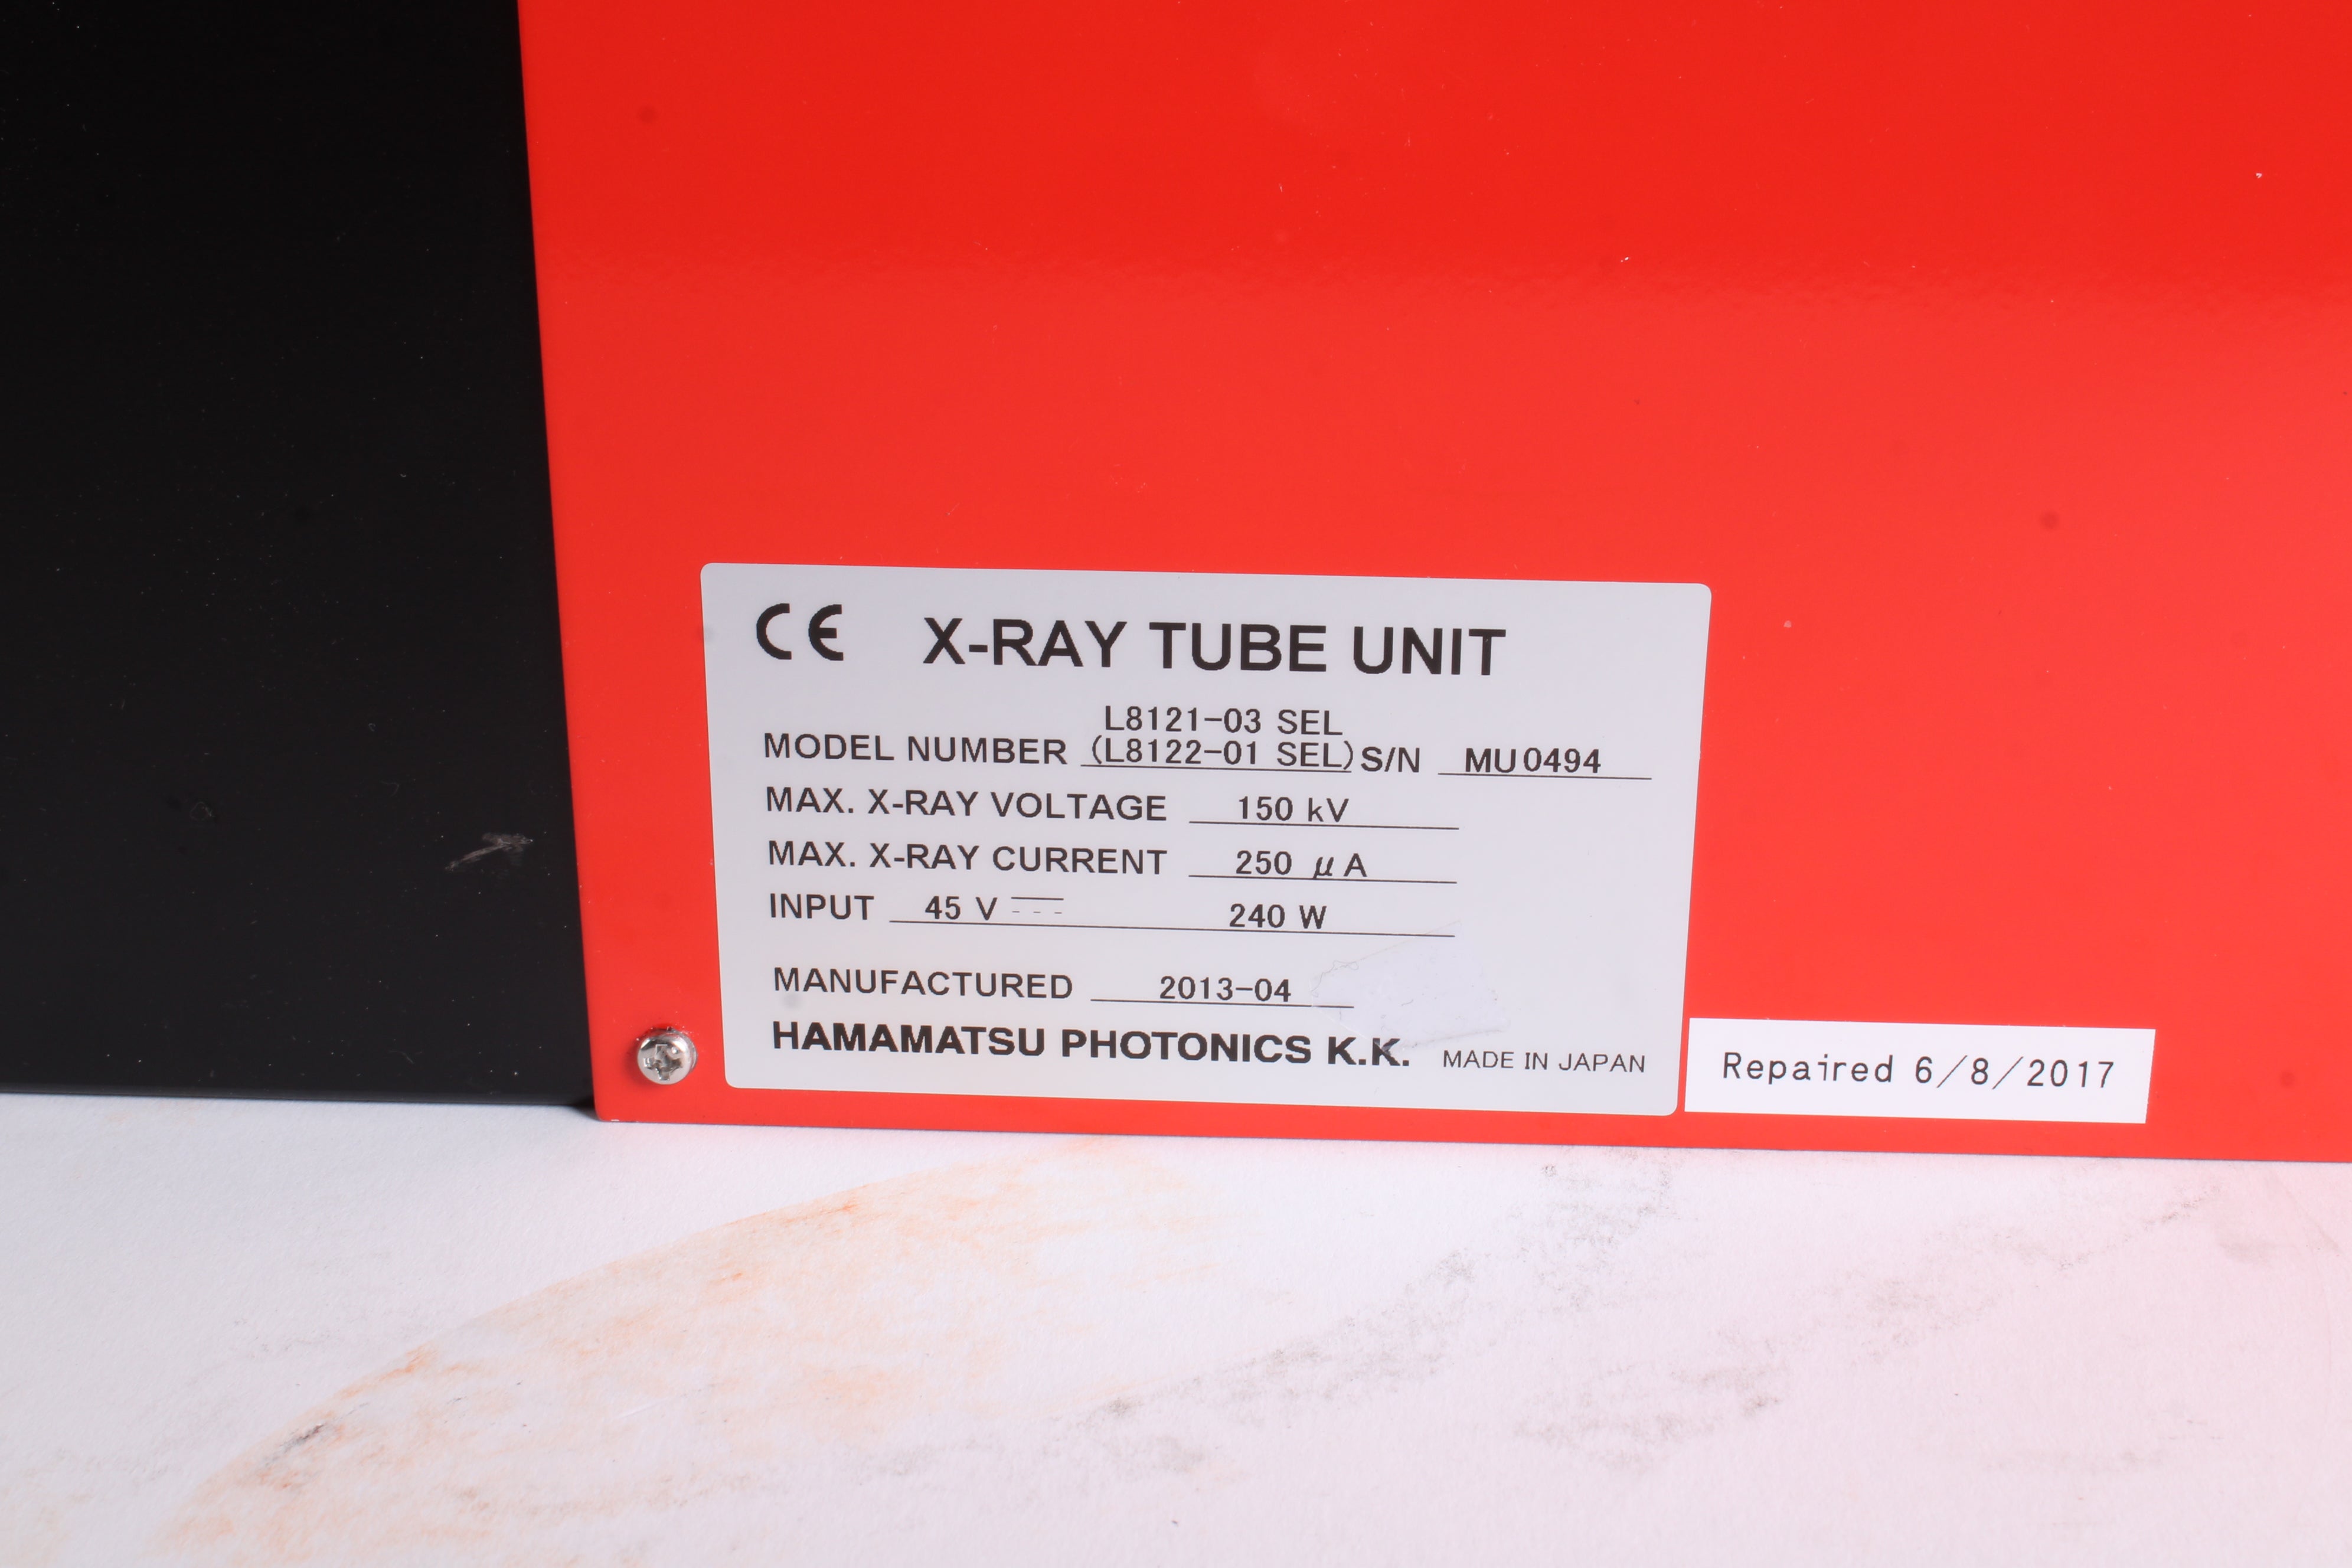 CE X-RAY TUBE UNIT
L8121-03 SEL
MODEL NUMBER (L8122-01 SEL) S/N MU0494
MAX. X-RAY VOLTAGE 150 kV
MAX. X-RAY CURRENT 250 μA
INPUT 45 V ⎓ 240 W
MANUFACTURED 2013-04
HAMAMATSU PHOTONICS K.K. MADE IN JAPAN
Repaired 6/8/2017